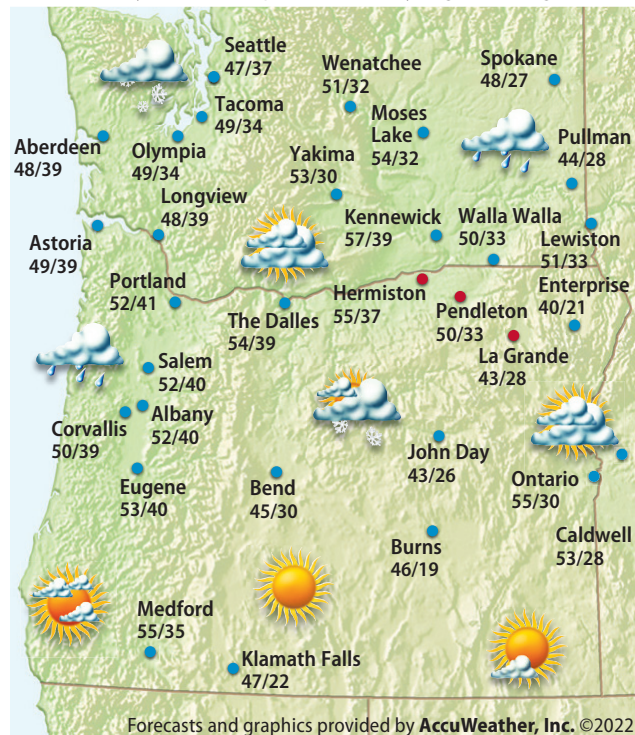 Seattle
47/37
Wenatchee
51/32
Spokane
48/27
Tacoma
49/34
Moses
Lake
54/32
Pullman
44/28
Aberdeen
48/39
Olympia
49/34
Yakima
53/30
Longview
48/39
Kennewick
57/39
Walla Walla
50/33
Lewiston
51/33
Astoria
49/39
Portland
52/41
The Dalles
54/39
Hermiston
55/37
Pendleton
50/33
Enterprise
40/21
La Grande
43/28
Salem
52/40
Corvallis
50/39
Albany
52/40
John Day
43/26
Ontario
55/30
Eugene
53/40
Bend
45/30
Burns
46/19
Caldwell
53/28
Medford
55/35
Klamath Falls
47/22
Forecasts and graphics provided by AccuWeather, Inc. ©2022